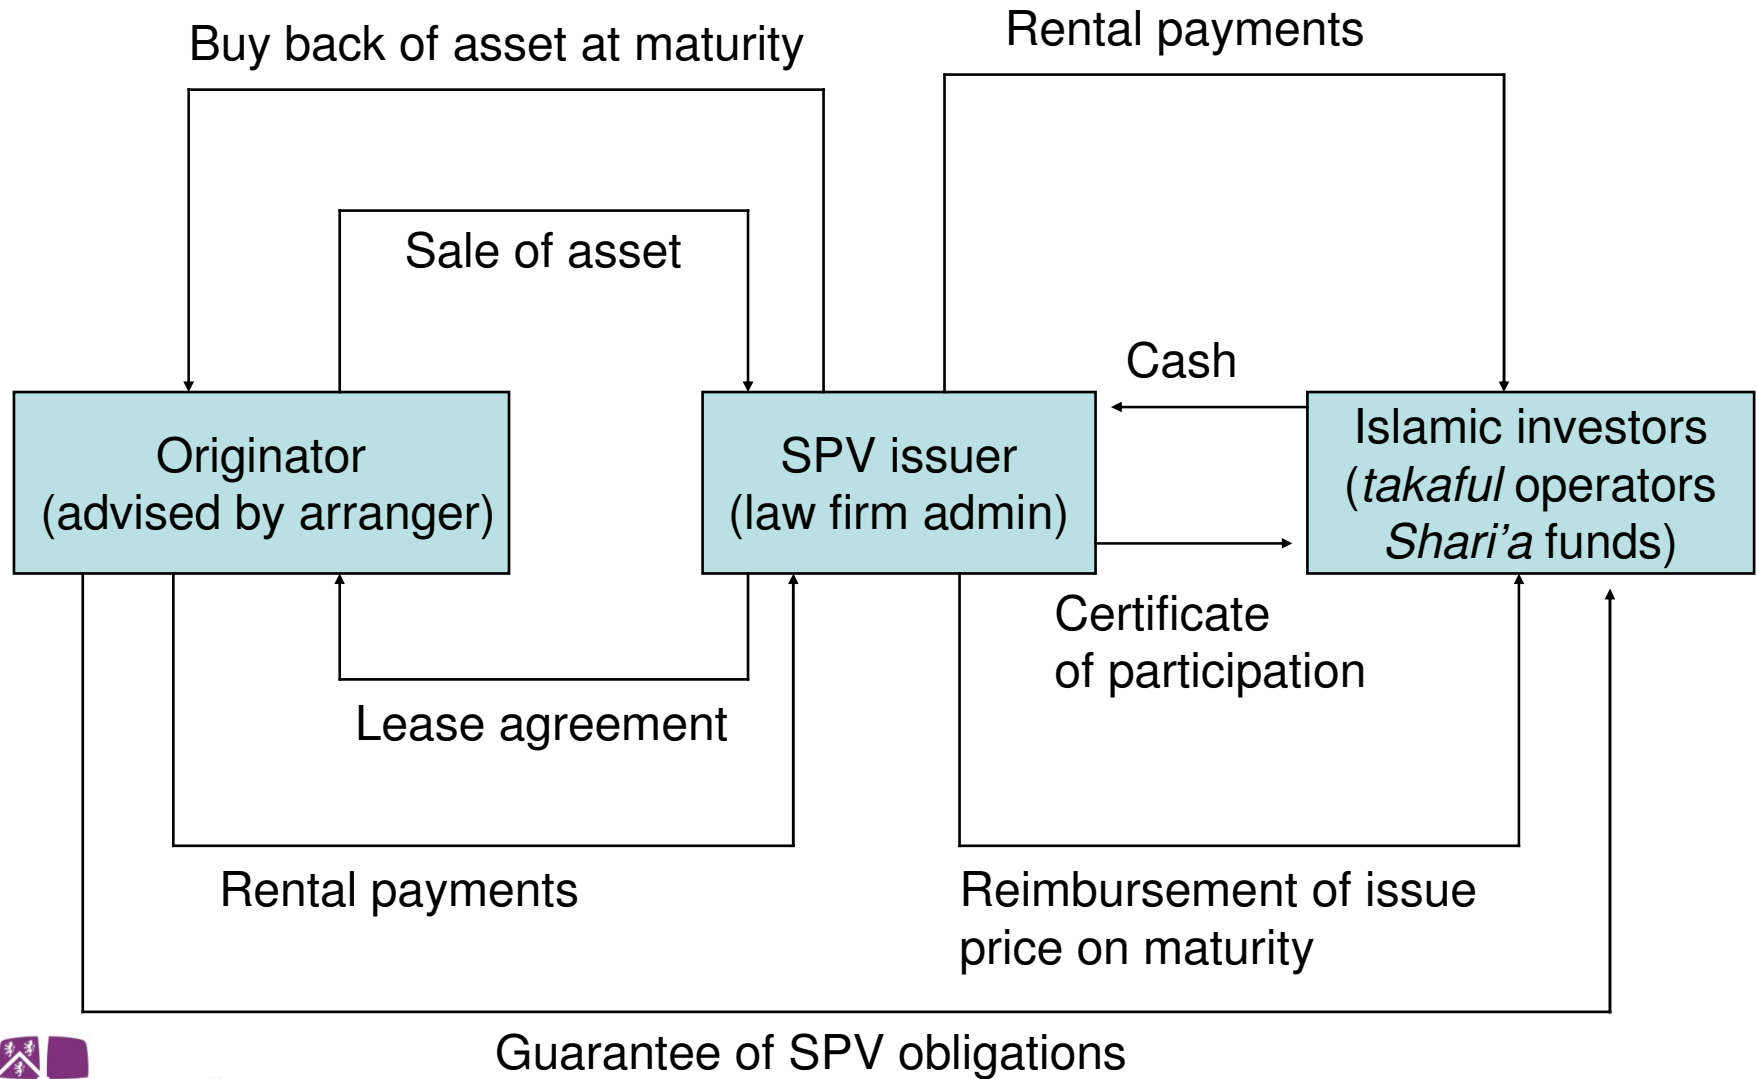 Buy back of asset at maturity
Rental payments
Sale of asset
Cash
Originator
(advised by arranger)
SPV issuer
(law firm admin)
Islamic investors
(takaful operators
Shari’a funds)
Certificate
of participation
Lease agreement
Rental payments
Reimbursement of issue
price on maturity
Guarantee of SPV obligations